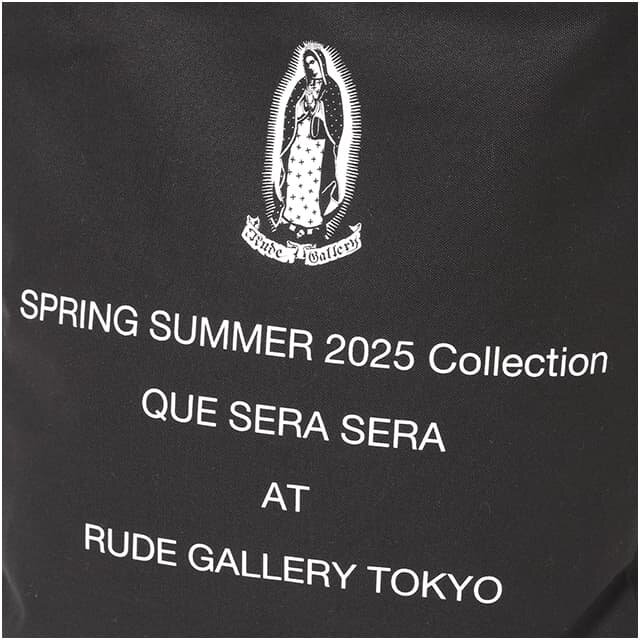 Rude Gallery
SPRING SUMMER 2025 Collection
QUE SERA SERA
AT
RUDE GALLERY TOKYO